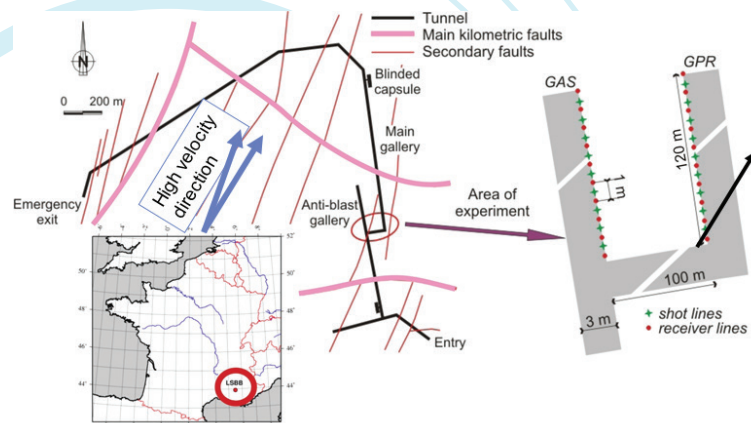 Tunnel
Main kilometric faults
Secondary faults
N
0 200 m
Blinded
capsule
Main
gallery
High velocity
direction
Emergency
exit
Anti-blast
gallery
Area of
experiment
Entry
GAS
GPR
120 m
1 m
100 m
3 m
shot lines
receiver lines
52°
50°
48°
46°
44°
44°
LSBB